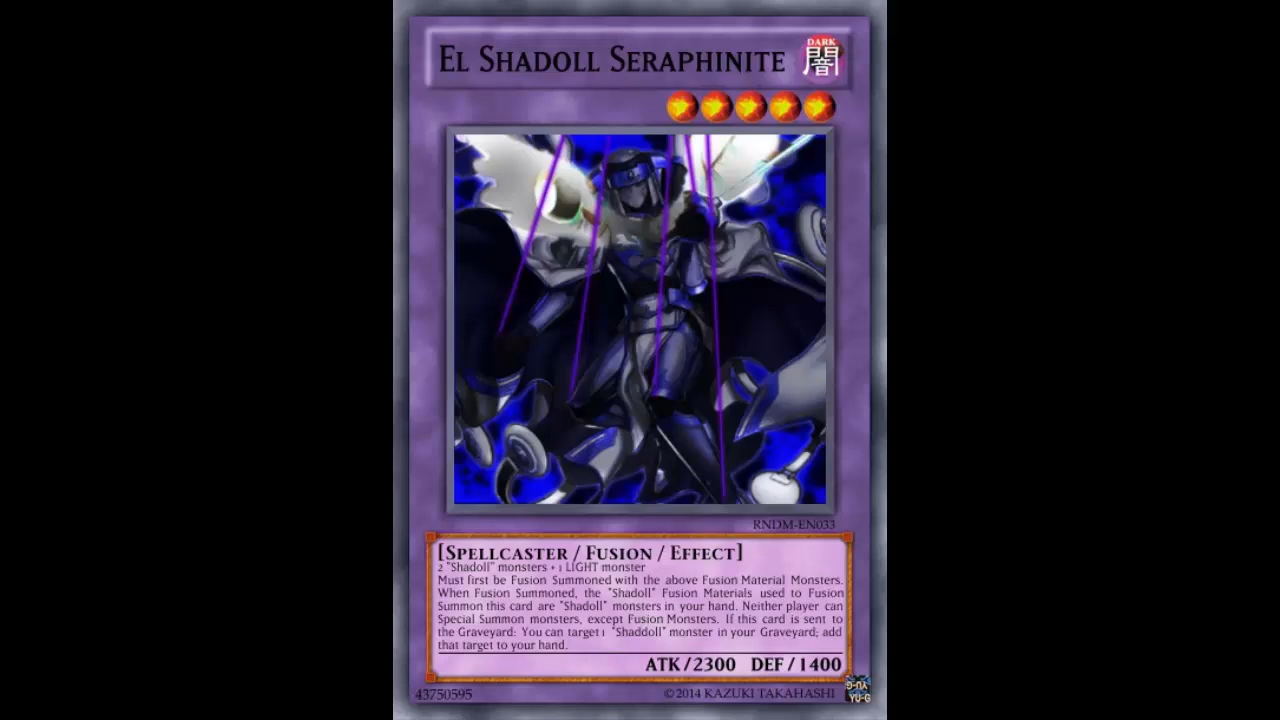 EL SHADOLL SERAPHINITE
DARK
闇
RNDM-EN033
[SPELLCASTER / FUSION / EFFECT]
2 "Shadoll" monsters + 1 LIGHT monster
Must first be Fusion Summoned with the above Fusion Material Monsters.
When Fusion Summoned, the "Shadoll" Fusion Materials used to Fusion
Summon this card are "Shadoll" monsters in your hand. Neither player can
Special Summon monsters, except Fusion Monsters. If this card is sent to
the Graveyard: You can target 1 "Shaddoll" monster in your Graveyard; add
that target to your hand.
ATK/2300 DEF/1400
43750595
©2014 KAZUKI TAKAHASHI
YU-G